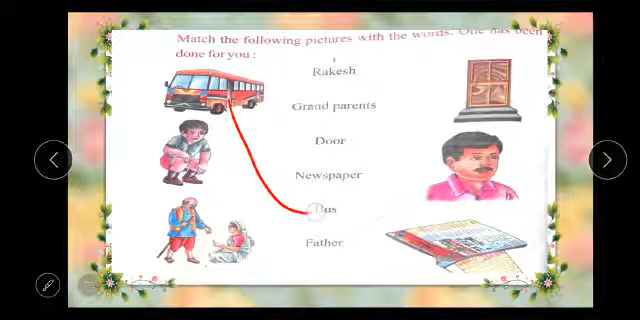 Match the following pictures with the words. One has been
done for you :
Rakesh
Grand parents
Door
Newspaper
Bus
Father